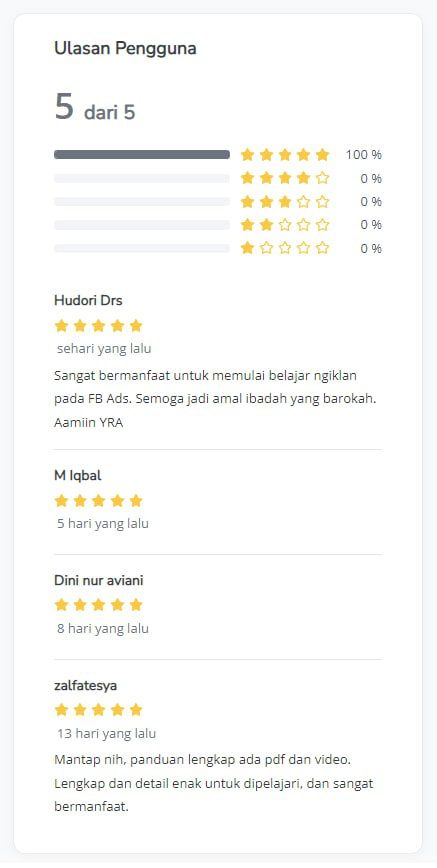 Ulasan Pengguna
5 dari 5
100 %
0 %
0 %
0 %
0 %
Hudori Drs
sehari yang lalu
Sangat bermanfaat untuk memulai belajar ngiklan
pada FB Ads. Semoga jadi amal ibadah yang barokah.
Aamiin YRA
M Iqbal
5 hari yang lalu
Dini nur aviani
8 hari yang lalu
zalfatesya
13 hari yang lalu
Mantap nih, panduan lengkap ada pdf dan video.
Lengkap dan detail enak untuk dipelajari, dan sangat
bermanfaat.